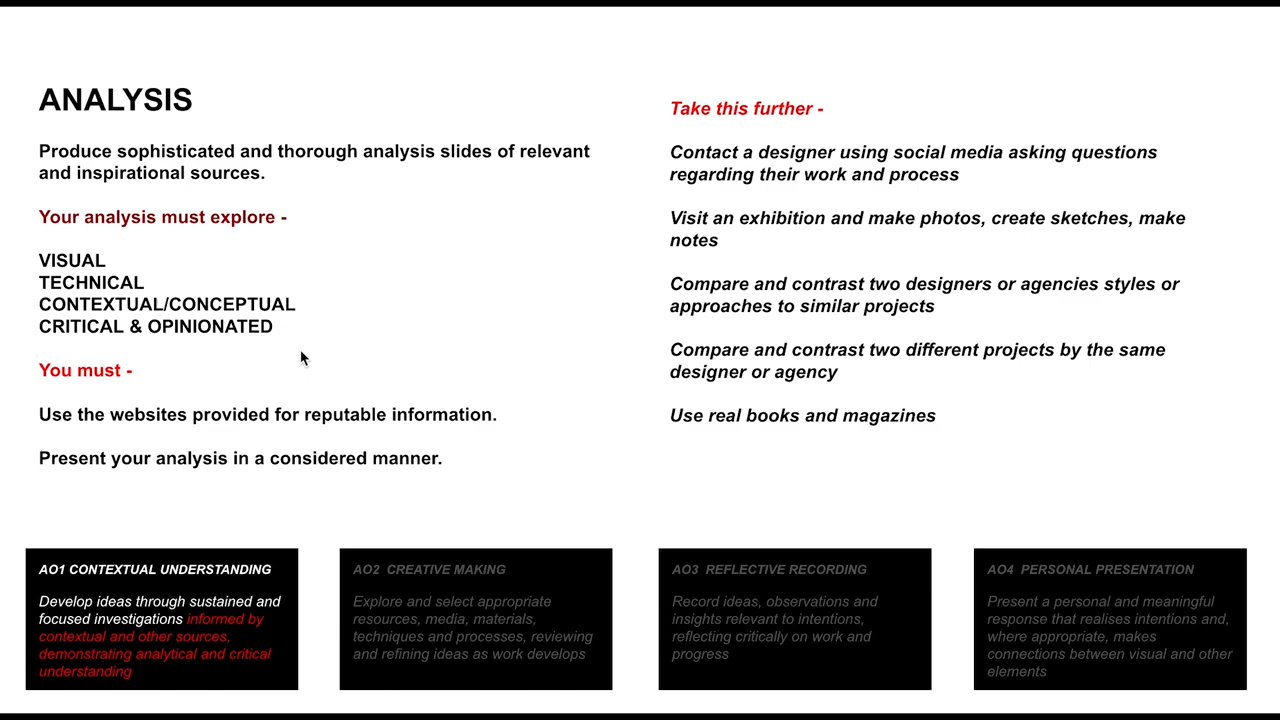 ANALYSIS
Produce sophisticated and thorough analysis slides of relevant
and inspirational sources.
Your analysis must explore -
VISUAL
TECHNICAL
CONTEXTUAL/CONCEPTUAL
CRITICAL & OPINIONATED
You must -
Use the websites provided for reputable information.
Present your analysis in a considered manner.
Take this further -
Contact a designer using social media asking questions
regarding their work and process
Visit an exhibition and make photos, create sketches, make
notes
Compare and contrast two designers or agencies styles or
approaches to similar projects
Compare and contrast two different projects by the same
designer or agency
Use real books and magazines
AO1 CONTEXTUAL UNDERSTANDING
Develop ideas through sustained and
focused investigations informed by
contextual and other sources,
demonstrating analytical and critical
understanding
AO2 CREATIVE MAKING
Explore and select appropriate
resources, media, materials,
techniques and processes, reviewing
and refining ideas as work develops
AO3 REFLECTIVE RECORDING
Record ideas, observations and
insights relevant to intentions,
reflecting critically on work and
progress
AO4 PERSONAL PRESENTATION
Present a personal and meaningful
response that realises intentions and,
where appropriate, makes
connections between visual and other
elements